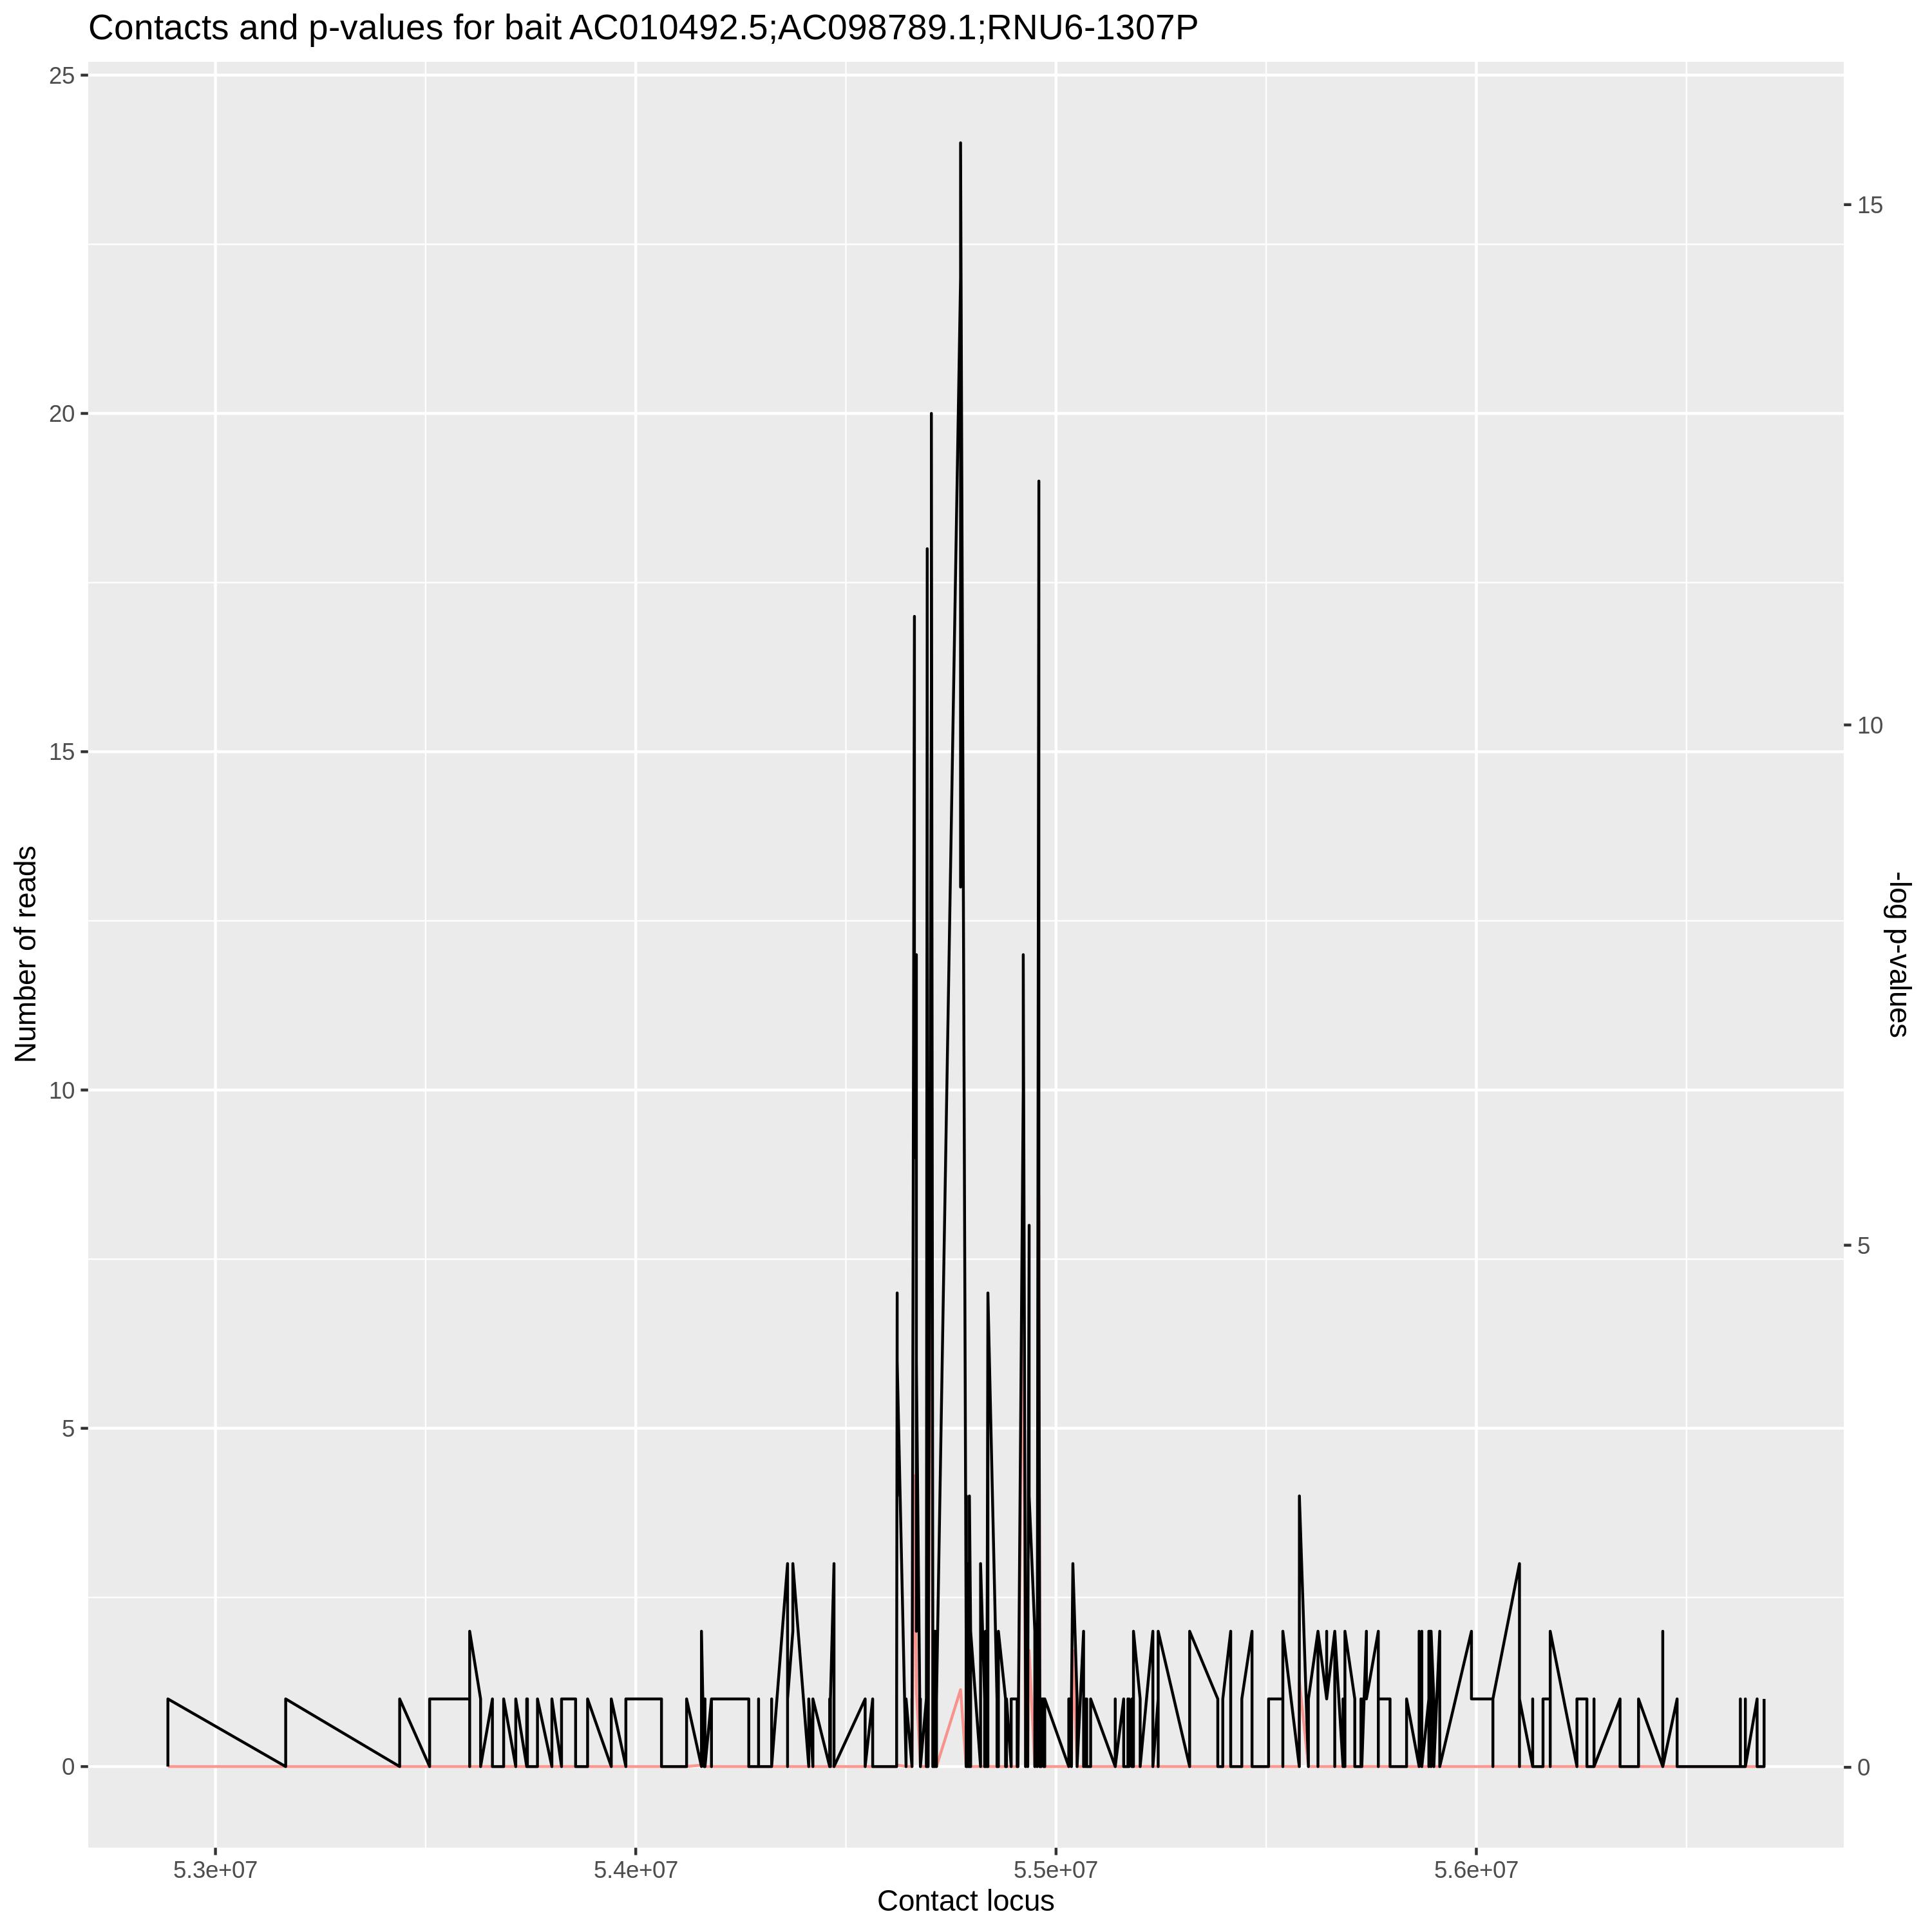 Contacts and p-values for bait AC010492.5;AC098789.1;RNU6-1307P
25
20
15
10
5
0
Number of reads
15
10
5
0
-log p-values
5.3e+07 5.4e+07 5.5e+07 5.6e+07
Contact locus